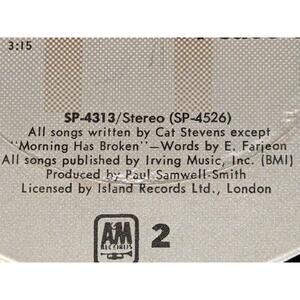 3:15
SP-4313/Stereo (SP-4526)
All songs written by Cat Stevens except
"Morning Has Broken"—Words by E. Farjeon
All songs published by Irving Music, Inc. (BMI)
Produced by Paul Samwell-Smith
Licensed by Island Records Ltd., London
A&M
RECORDS
2